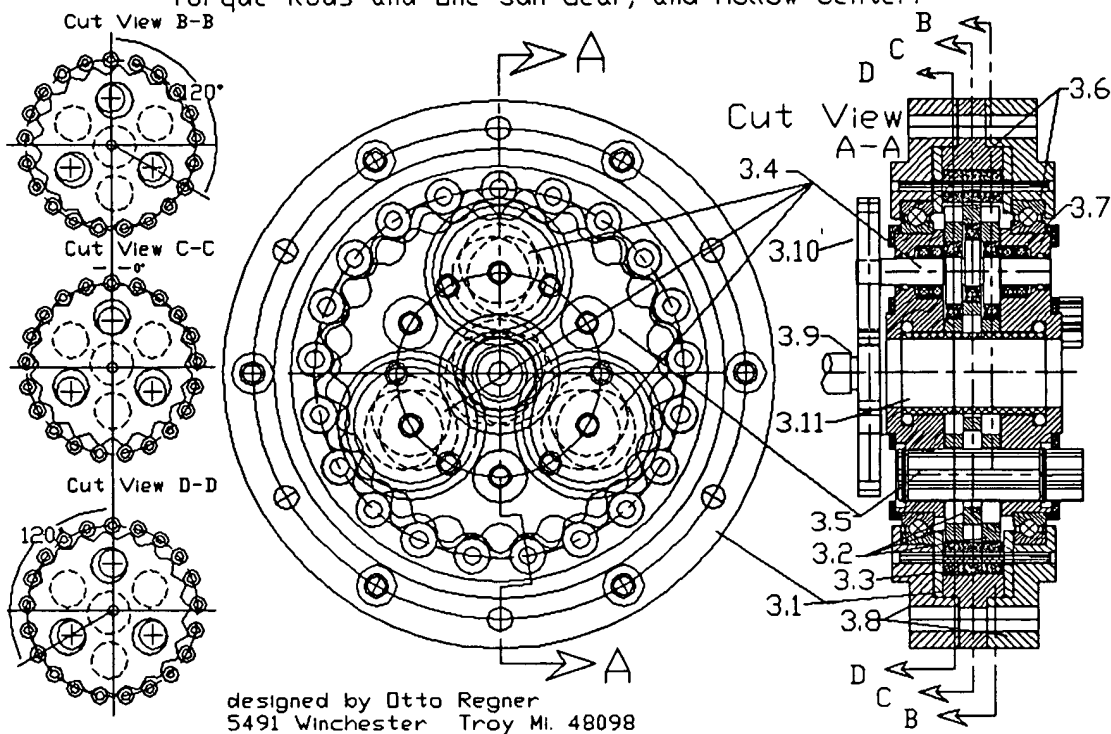 Torque Rods and one Sun Gear, and Hollow Center.
Cut View B-B
120°
Cut View C-C
0°
Cut View D-D
120°
A
A
designed by Otto Regner
5491 Winchester Troy Mi. 48098
Cut View
A-A
B
C
D
3.6
3.4
3.7
3.10
3.9
3.11
3.5
3.2
3.3
3.1
3.8
D
C
B